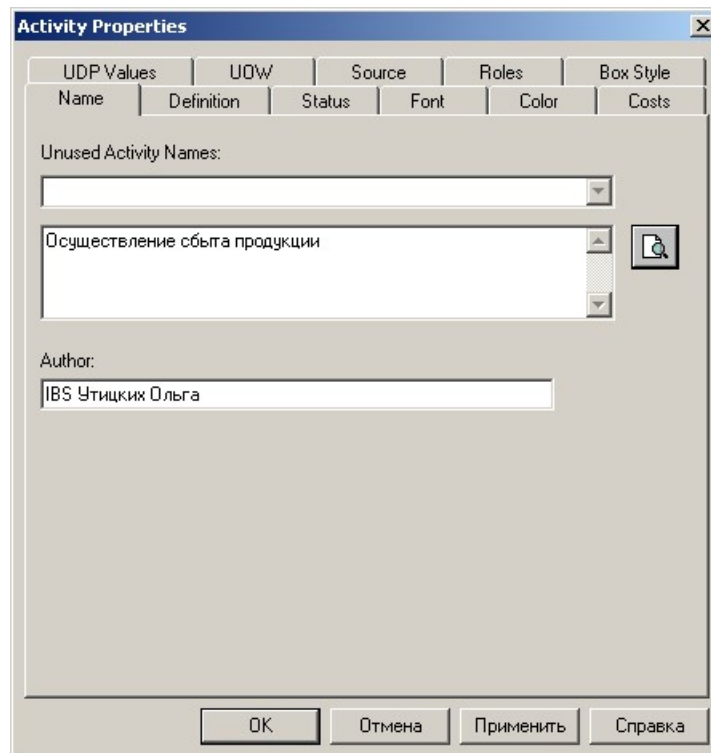 Activity Properties
UDP Values UOW Source Roles Box Style
Name Definition Status Font Color Costs
Unused Activity Names:
Осуществление сбыта продукции
Author:
IBS Утицких Ольга
OK Отмена Применить Справка